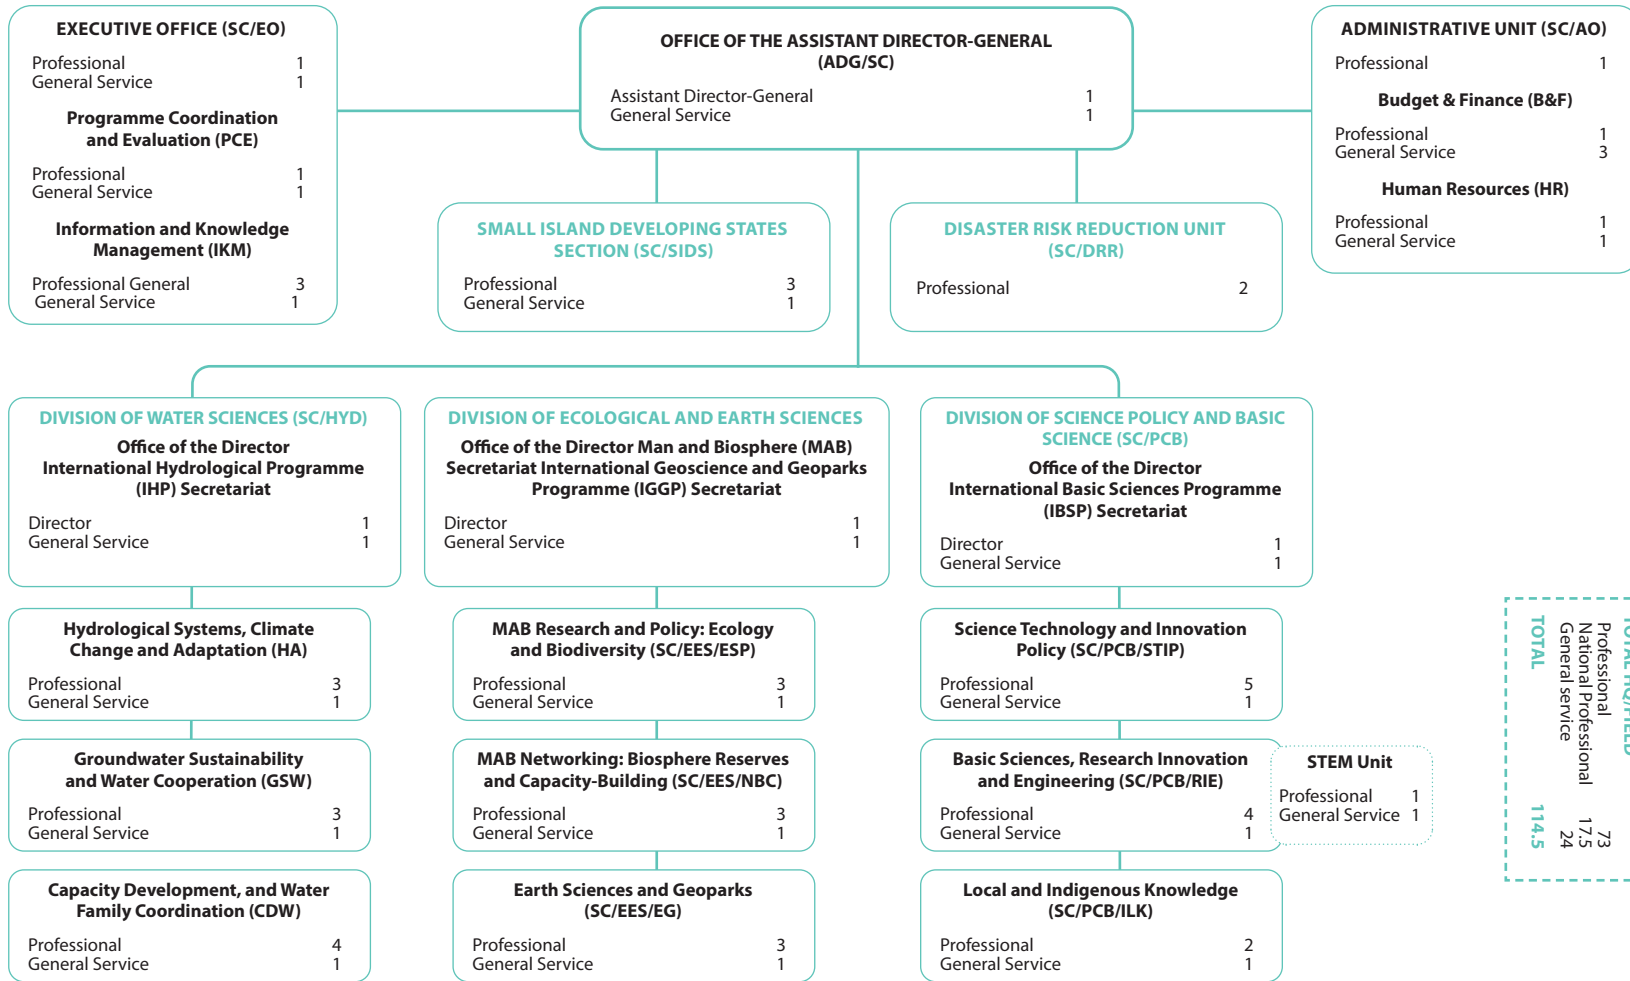 EXECUTIVE OFFICE (SC/EO)
Professional 1
General Service 1
Programme Coordination
and Evaluation (PCE)
Professional 1
General Service 1
Information and Knowledge
Management (IKM)
Professional General 3
General Service 1
OFFICE OF THE ASSISTANT DIRECTOR-GENERAL
(ADG/SC)
Assistant Director-General 1
General Service 1
ADMINISTRATIVE UNIT (SC/AO)
Professional 1
Budget & Finance (B&F)
Professional 1
General Service 3
Human Resources (HR)
Professional 1
General Service 1
SMALL ISLAND DEVELOPING STATES
SECTION (SC/SIDS)
Professional 3
General Service 1
DISASTER RISK REDUCTION UNIT
(SC/DRR)
Professional 2
DIVISION OF WATER SCIENCES (SC/HYD)
Office of the Director
International Hydrological Programme
(IHP) Secretariat
Director 1
General Service 1
Hydrological Systems, Climate
Change and Adaptation (HA)
Professional 3
General Service 1
Groundwater Sustainability
and Water Cooperation (GSW)
Professional 3
General Service 1
Capacity Development, and Water
Family Coordination (CDW)
Professional 4
General Service 1
DIVISION OF ECOLOGICAL AND EARTH SCIENCES
Office of the Director Man and Biosphere (MAB)
Secretariat International Geoscience and Geoparks
Programme (IGGP) Secretariat
Director 1
General Service 1
MAB Research and Policy: Ecology
and Biodiversity (SC/EES/ESP)
Professional 3
General Service 1
MAB Networking: Biosphere Reserves
and Capacity-Building (SC/EES/NBC)
Professional 3
General Service 1
Earth Sciences and Geoparks
(SC/EES/EG)
Professional 3
General Service 1
DIVISION OF SCIENCE POLICY AND BASIC
SCIENCE (SC/PCB)
Office of the Director
International Basic Sciences Programme
(IBSP) Secretariat
Director 1
General Service 1
Science Technology and Innovation
Policy (SC/PCB/STIP)
Professional 5
General Service 1
Basic Sciences, Research Innovation
and Engineering (SC/PCB/RIE)
Professional 4
General Service 1
STEM Unit
Professional 1
General Service 1
Local and Indigenous Knowledge
(SC/PCB/ILK)
Professional 2
General Service 1
TOTAL HQ/FIELD
Professional 73
National Professional 17.5
General service 24
TOTAL 114.5